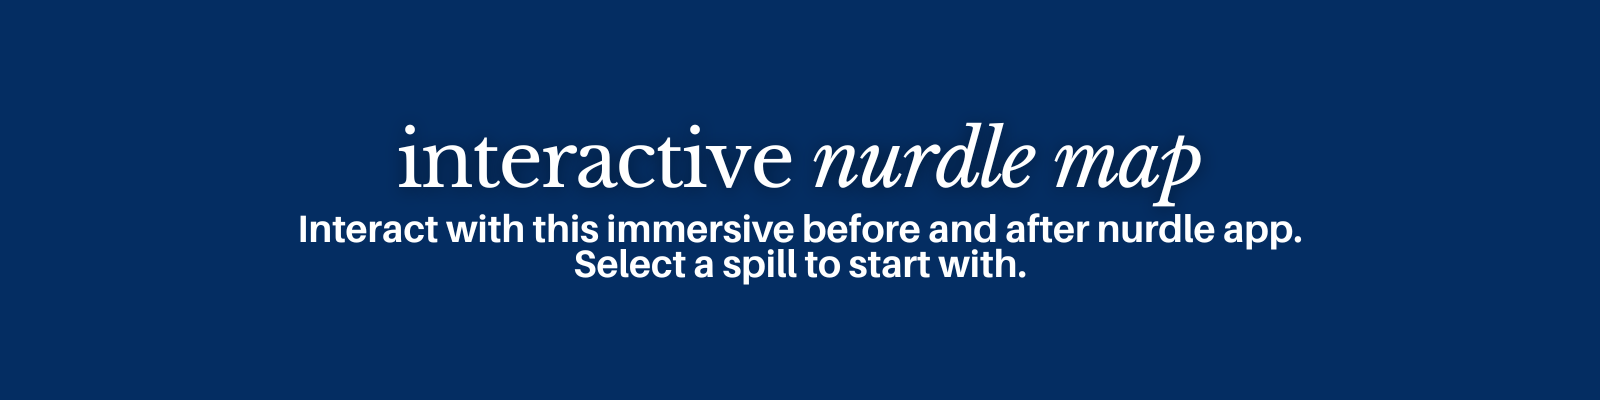 interactive nurdle map
Interact with this immersive before and after nurdle app.
Select a spill to start with.